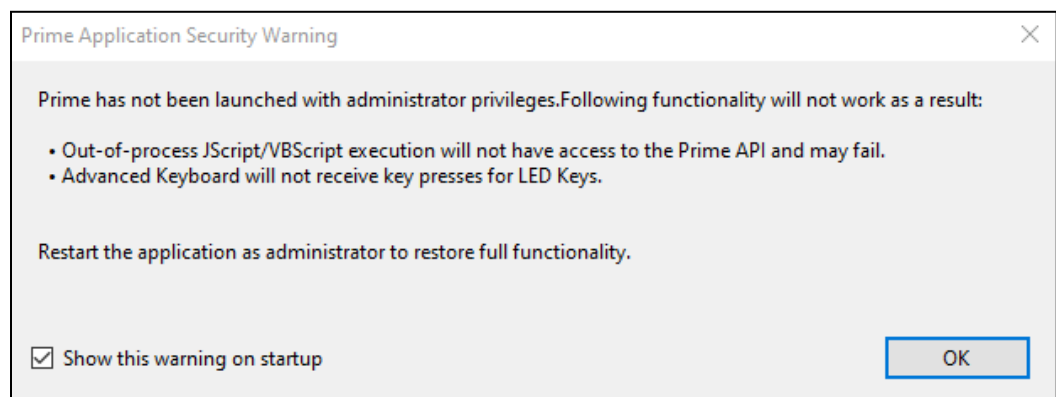 Prime Application Security Warning
Prime has not been launched with administrator privileges.Following functionality will not work as a result:
• Out-of-process JScript/VBScript execution will not have access to the Prime API and may fail.
• Advanced Keyboard will not receive key presses for LED Keys.
Restart the application as administrator to restore full functionality.
Show this warning on startup
OK